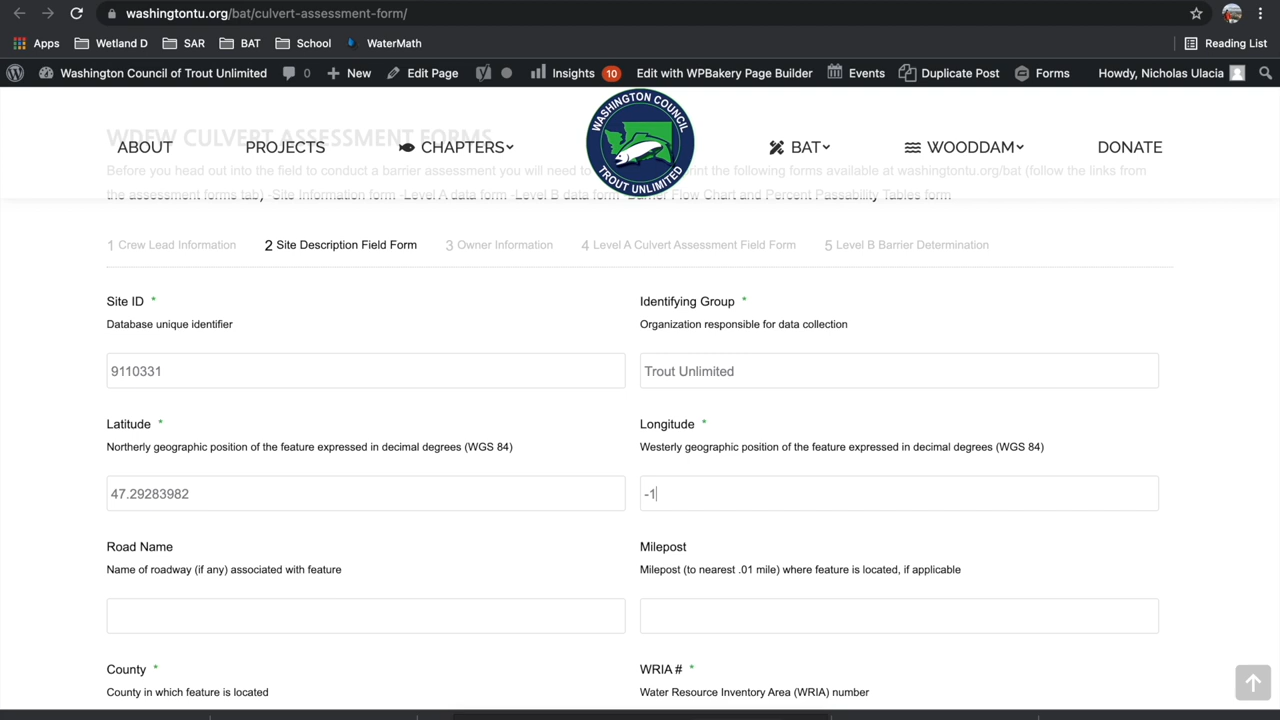 washingtontu.org/bat/culvert-assessment-form/
Apps Wetland D SAR BAT School WaterMath Reading List
Washington Council of Trout Unlimited 0 New Edit Page Insights 10 Edit with WPBakery Page Builder Events Duplicate Post Forms Howdy, Nicholas Ulacia
WASHINGTON COUNCIL
TROUT UNLIMITED
WDFW CULVERT ASSESSMENT FORMS
ABOUT PROJECTS CHAPTERS BAT WOODDAM DONATE
Before you head out into the field to conduct a barrier assessment you will need to print the following forms available at washingtontu.org/bat (follow the links from
the assessment forms tab) -Site Information form -Level A data form -Level B data form -Barrier Flow Chart and Percent Passability Tables form
1 Crew Lead Information 2 Site Description Field Form 3 Owner Information 4 Level A Culvert Assessment Field Form 5 Level B Barrier Determination
Site ID * Identifying Group *
Database unique identifier Organization responsible for data collection
9110331 Trout Unlimited
Latitude * Longitude *
Northerly geographic position of the feature expressed in decimal degrees (WGS 84) Westerly geographic position of the feature expressed in decimal degrees (WGS 84)
47.29283982 -1
Road Name Milepost
Name of roadway (if any) associated with feature Milepost (to nearest .01 mile) where feature is located, if applicable
County * WRIA # *
County in which feature is located Water Resource Inventory Area (WRIA) number